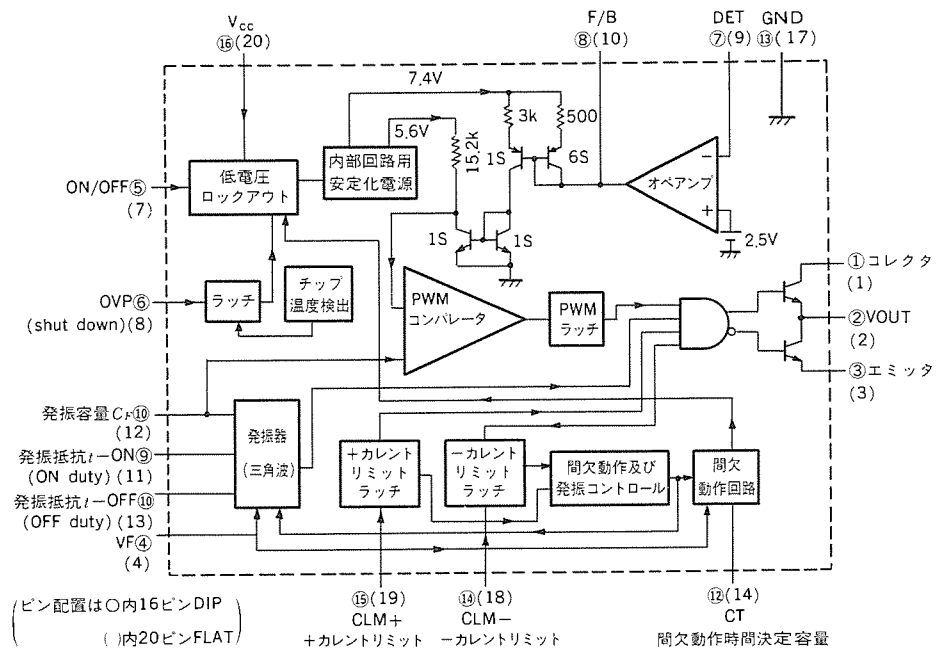 VCC
⑯(20)
F/B
⑧(10)
DET
⑦(9)
GND
⑬(17)
7.4V
3k
500
5.6V
15.2k
1S
6S
内部回路用
安定化電源
低電圧
ロックアウト
ON/OFF⑤
(7)
オペアンプ
−
+
2.5V
1S
1S
①コレクタ
(1)
チップ
温度検出
ラッチ
OVP⑥
(shut down)(8)
PWM
コンパレータ
PWM
ラッチ
②VOUT
(2)
③エミッタ
(3)
発振容量CF⑩
(12)
発振器
(三角波)
発振抵抗t−ON⑨
(ON duty)(11)
発振抵抗t−OFF⑩
(OFF duty)(13)
VF④
(4)
+カレント
リミット
ラッチ
−カレント
リミット
ラッチ
間欠動作及び
発振コントロール
間欠
動作回路
⑮(19)
CLM+
+カレントリミット
⑭(18)
CLM−
−カレントリミット
⑫(14)
CT
間欠動作時間決定容量
(ピン配置は○内16ピンDIP
( )内20ピンFLAT)